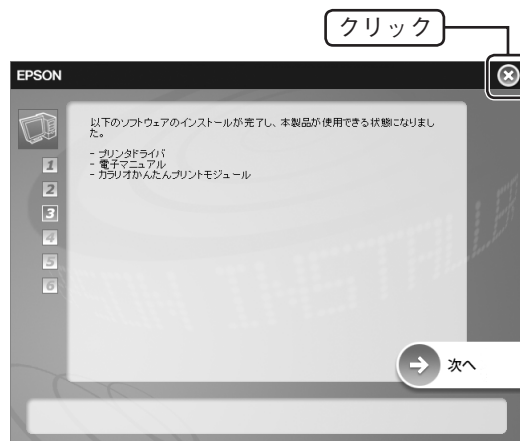 クリック
EPSON
以下のソフトウェアのインストールが完了し、本製品が使用できる状態になりまし
た。
- プリンタドライバ
- 電子マニュアル
- カラリオかんたんプリントモジュール
1
2
3
4
5
6
次へ
EPSON INSTALLER